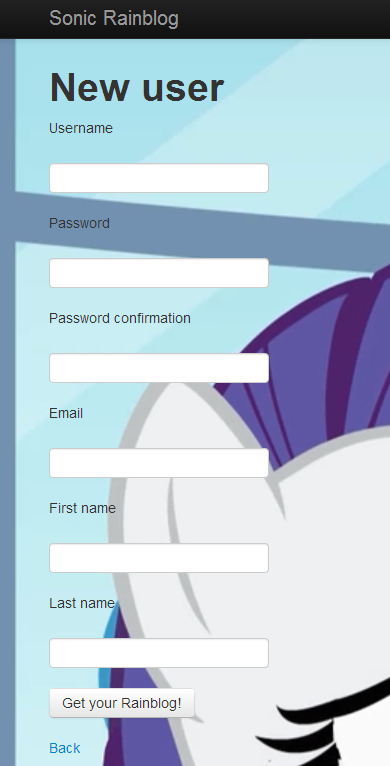 Sonic Rainblog
New user
Username
Password
Password confirmation
Email
First name
Last name
Get your Rainblog!
Back